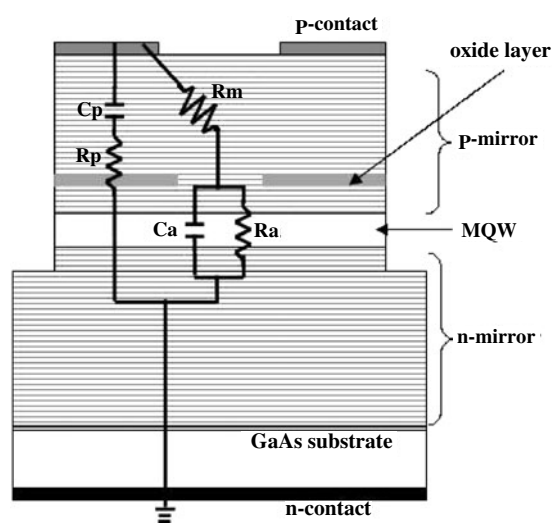 P-contact
oxide layer
Cp
Rm
P-mirror
Rp
Ca
Ra
MQW
n-mirror
GaAs substrate
n-contact